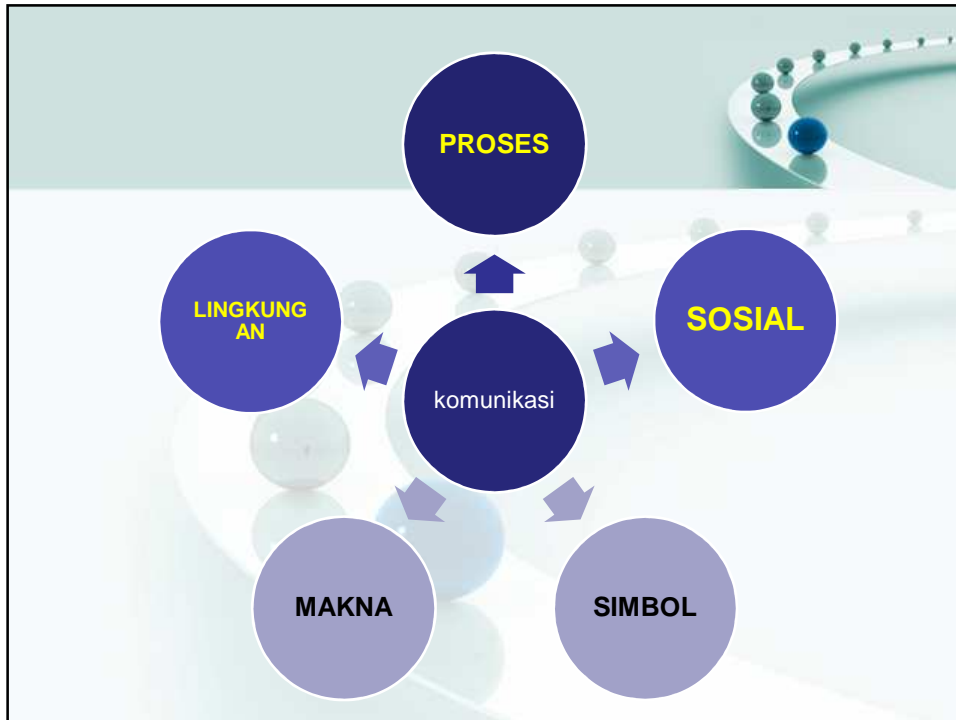 PROSES
LINGKUNG
AN
SOSIAL
komunikasi
MAKNA
SIMBOL